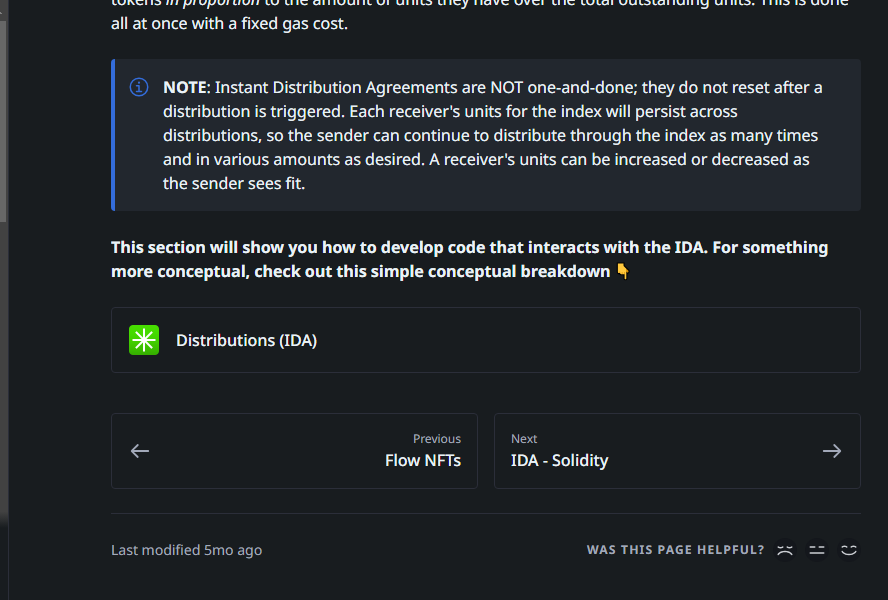 tokens in proportion to the amount of units they have over the total outstanding units. This is done
all at once with a fixed gas cost.
NOTE: Instant Distribution Agreements are NOT one-and-done; they do not reset after a
distribution is triggered. Each receiver's units for the index will persist across
distributions, so the sender can continue to distribute through the index as many times
and in various amounts as desired. A receiver's units can be increased or decreased as
the sender sees fit.
This section will show you how to develop code that interacts with the IDA. For something
more conceptual, check out this simple conceptual breakdown 👇
Distributions (IDA)
Previous
Flow NFTs
Next
IDA - Solidity
Last modified 5mo ago
WAS THIS PAGE HELPFUL?